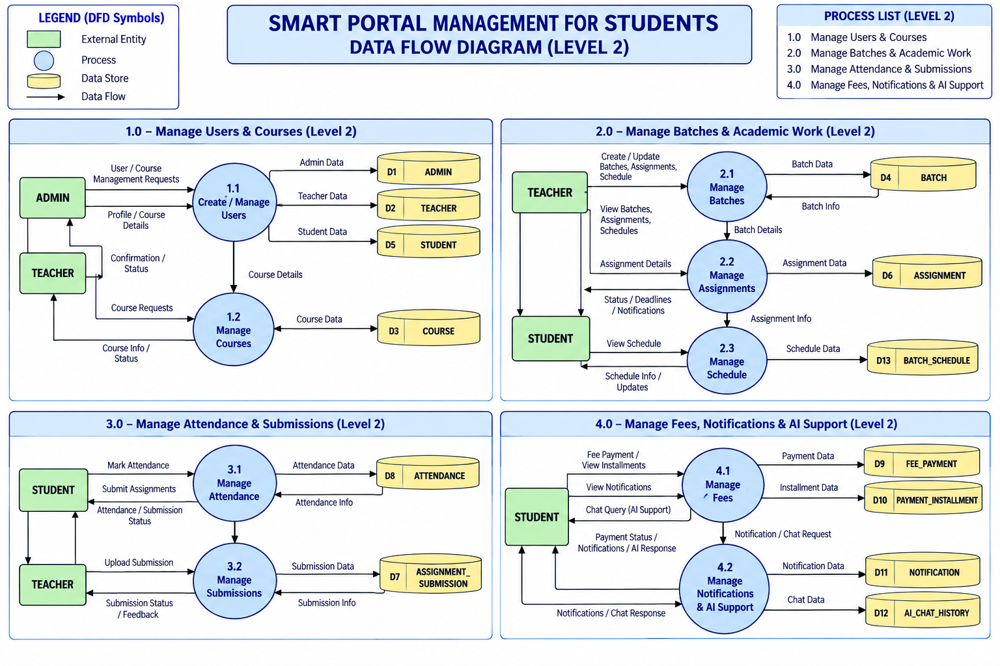 LEGEND (DFD Symbols)
External Entity
Process
Data Store
Data Flow
SMART PORTAL MANAGEMENT FOR STUDENTS
DATA FLOW DIAGRAM (LEVEL 2)
PROCESS LIST (LEVEL 2)
1.0 Manage Users & Courses
2.0 Manage Batches & Academic Work
3.0 Manage Attendance & Submissions
4.0 Manage Fees, Notifications & AI Support
1.0 – Manage Users & Courses (Level 2)
User / Course
Management Requests
ADMIN
Profile / Course
Details
1.1
Create / Manage
Users
Admin Data
D1 ADMIN
Teacher Data
D2 TEACHER
Student Data
D5 STUDENT
Confirmation /
Status
TEACHER
Course Details
Course Requests
1.2
Manage
Courses
Course Data
D3 COURSE
Course Info /
Status
2.0 – Manage Batches & Academic Work (Level 2)
Create / Update
Batches, Assignments,
Schedule
TEACHER
View Batches,
Assignments,
Schedules
2.1
Manage
Batches
Batch Data
D4 BATCH
Batch Info
Batch Details
Assignment Details
2.2
Manage
Assignments
Assignment Data
D6 ASSIGNMENT
Status / Deadlines
/ Notifications
Assignment Info
STUDENT
View Schedule
2.3
Manage
Schedule
Schedule Data
D13 BATCH_SCHEDULE
Schedule Info /
Updates
3.0 – Manage Attendance & Submissions (Level 2)
STUDENT
Mark Attendance
Submit Assignments
Attendance / Submission
Status
3.1
Manage
Attendance
Attendance Data
D8 ATTENDANCE
Attendance Info
TEACHER
Upload Submission
3.2
Manage
Submissions
Submission Data
D7 ASSIGNMENT_
SUBMISSION
Submission Info
Submission Status
/ Feedback
4.0 – Manage Fees, Notifications & AI Support (Level 2)
Fee Payment /
View Installments
View Notifications
Chat Query (AI Support)
STUDENT
Payment Status /
Notifications / AI Response
4.1
Manage
Fees
Payment Data
D9 FEE_PAYMENT
Installment Data
D10 PAYMENT_INSTALLMENT
Notification / Chat Request
4.2
Manage
Notifications
& AI Support
Notification Data
D11 NOTIFICATION
Chat Data
D12 AI_CHAT_HISTORY
Notifications / Chat Response